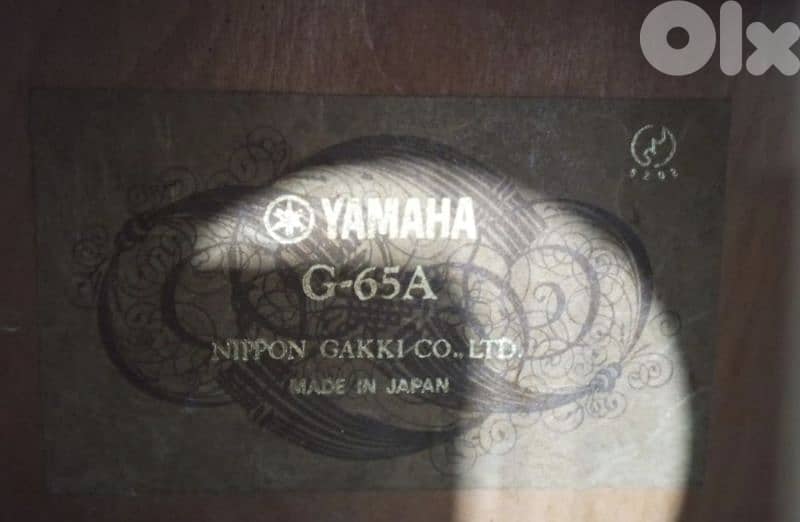 Olx
YAMAHA
G-65A
NIPPON GAKKI CO., LTD.
MADE IN JAPAN